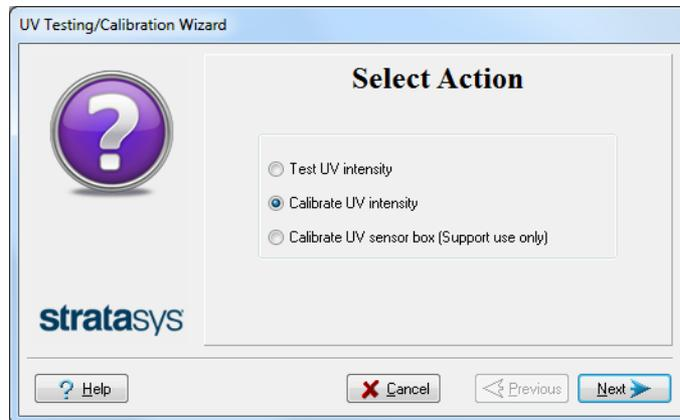 UV Testing/Calibration Wizard
Select Action
Test UV intensity
Calibrate UV intensity
Calibrate UV sensor box (Support use only)
stratasys
Help
Cancel
Previous
Next